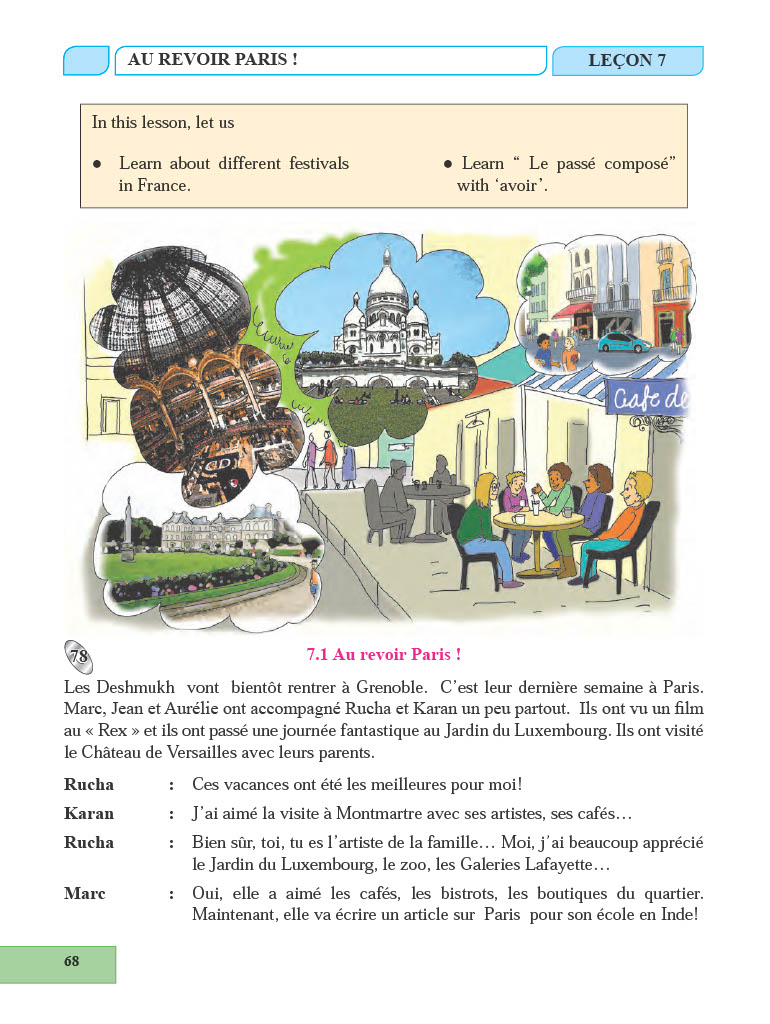 AU REVOIR PARIS !
LEÇON 7
In this lesson, let us
● Learn about different festivals
in France.
● Learn “ Le passé composé”
with ‘avoir’.
Cafe de
78
7.1 Au revoir Paris !
Les Deshmukh vont bientôt rentrer à Grenoble. C’est leur dernière semaine à Paris.
Marc, Jean et Aurélie ont accompagné Rucha et Karan un peu partout. Ils ont vu un film
au « Rex » et ils ont passé une journée fantastique au Jardin du Luxembourg. Ils ont visité
le Château de Versailles avec leurs parents.
Rucha : Ces vacances ont été les meilleures pour moi!
Karan : J’ai aimé la visite à Montmartre avec ses artistes, ses cafés…
Rucha : Bien sûr, toi, tu es l’artiste de la famille… Moi, j’ai beaucoup apprécié
le Jardin du Luxembourg, le zoo, les Galeries Lafayette…
Marc : Oui, elle a aimé les cafés, les bistrots, les boutiques du quartier.
Maintenant, elle va écrire un article sur Paris pour son école en Inde!
68